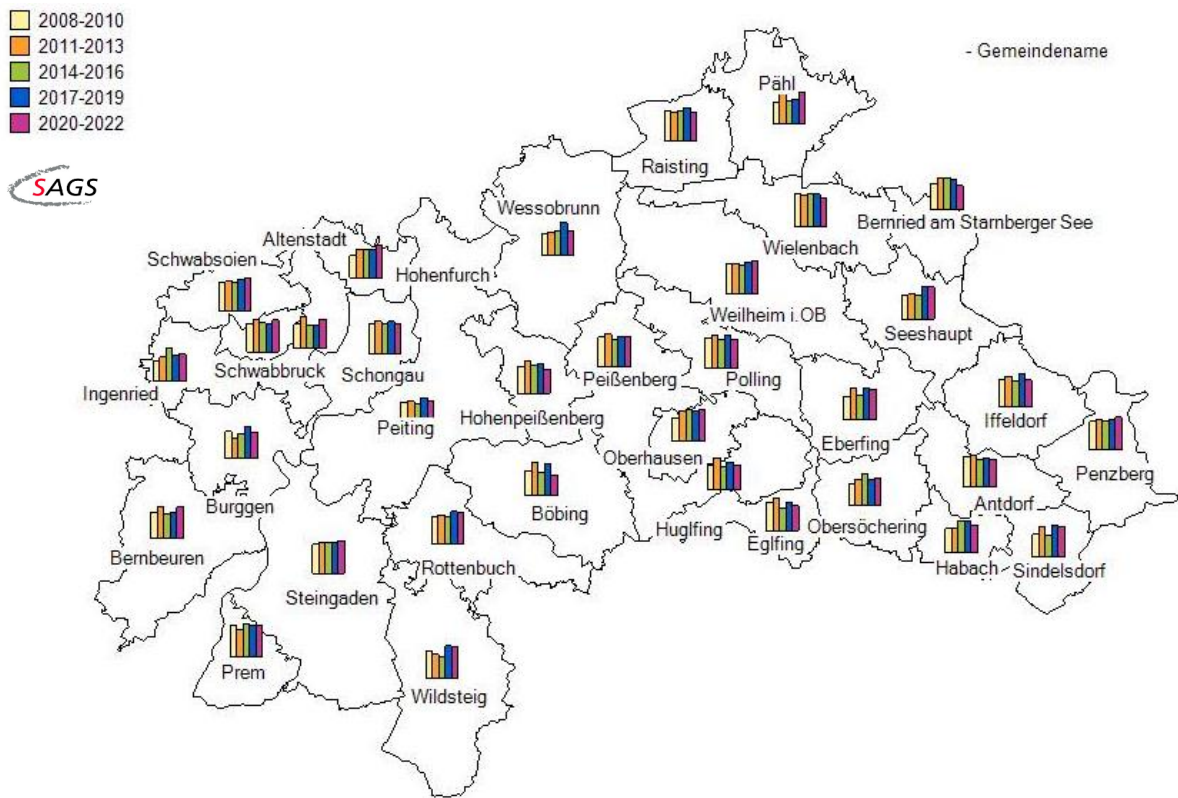 2008-2010
2011-2013
2014-2016
2017-2019
2020-2022
SAGS
- Gemeindename
Pähl
Raisting
Wessobrunn
Bernried am Starnberger See
Wielenbach
Altenstadt
Schwabsoien
Hohenfurch
Weilheim i.OB
Seeshaupt
Schwabbruck
Schongau
Peißenberg
Polling
Ingenried
Peiting
Hohenpeißenberg
Iffeldorf
Eberfing
Oberhausen
Penzberg
Burggen
Böbing
Antdorf
Huglfing
Obersöchering
Eglfing
Bernbeuren
Habach
Sindelsdorf
Rottenbuch
Steingaden
Prem
Wildsteig